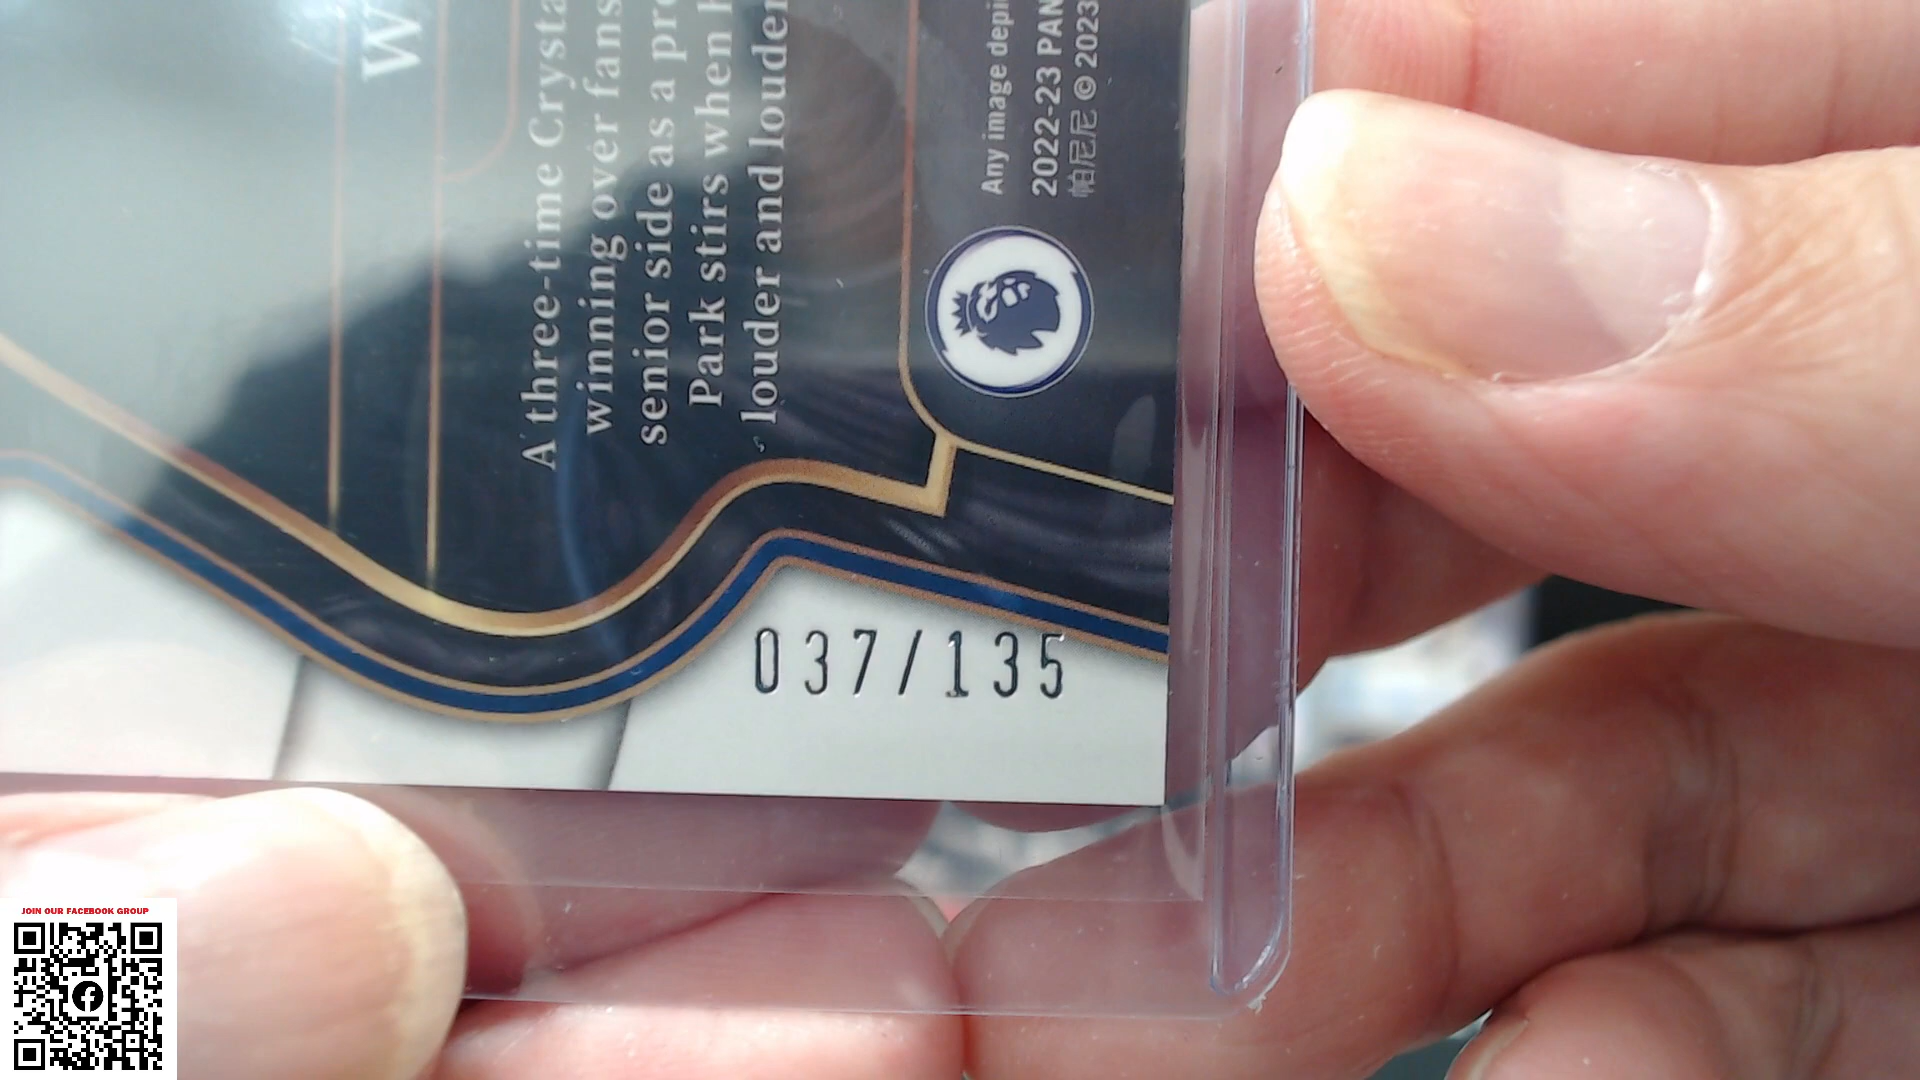 W
A three-time Crysta
winning over fans
senior side as a pro
Park stirs when
louder and louder
Any image depi
2022-23 PAN
帕尼尼 © 2023
037/135
JOIN OUR FACEBOOK GROUP